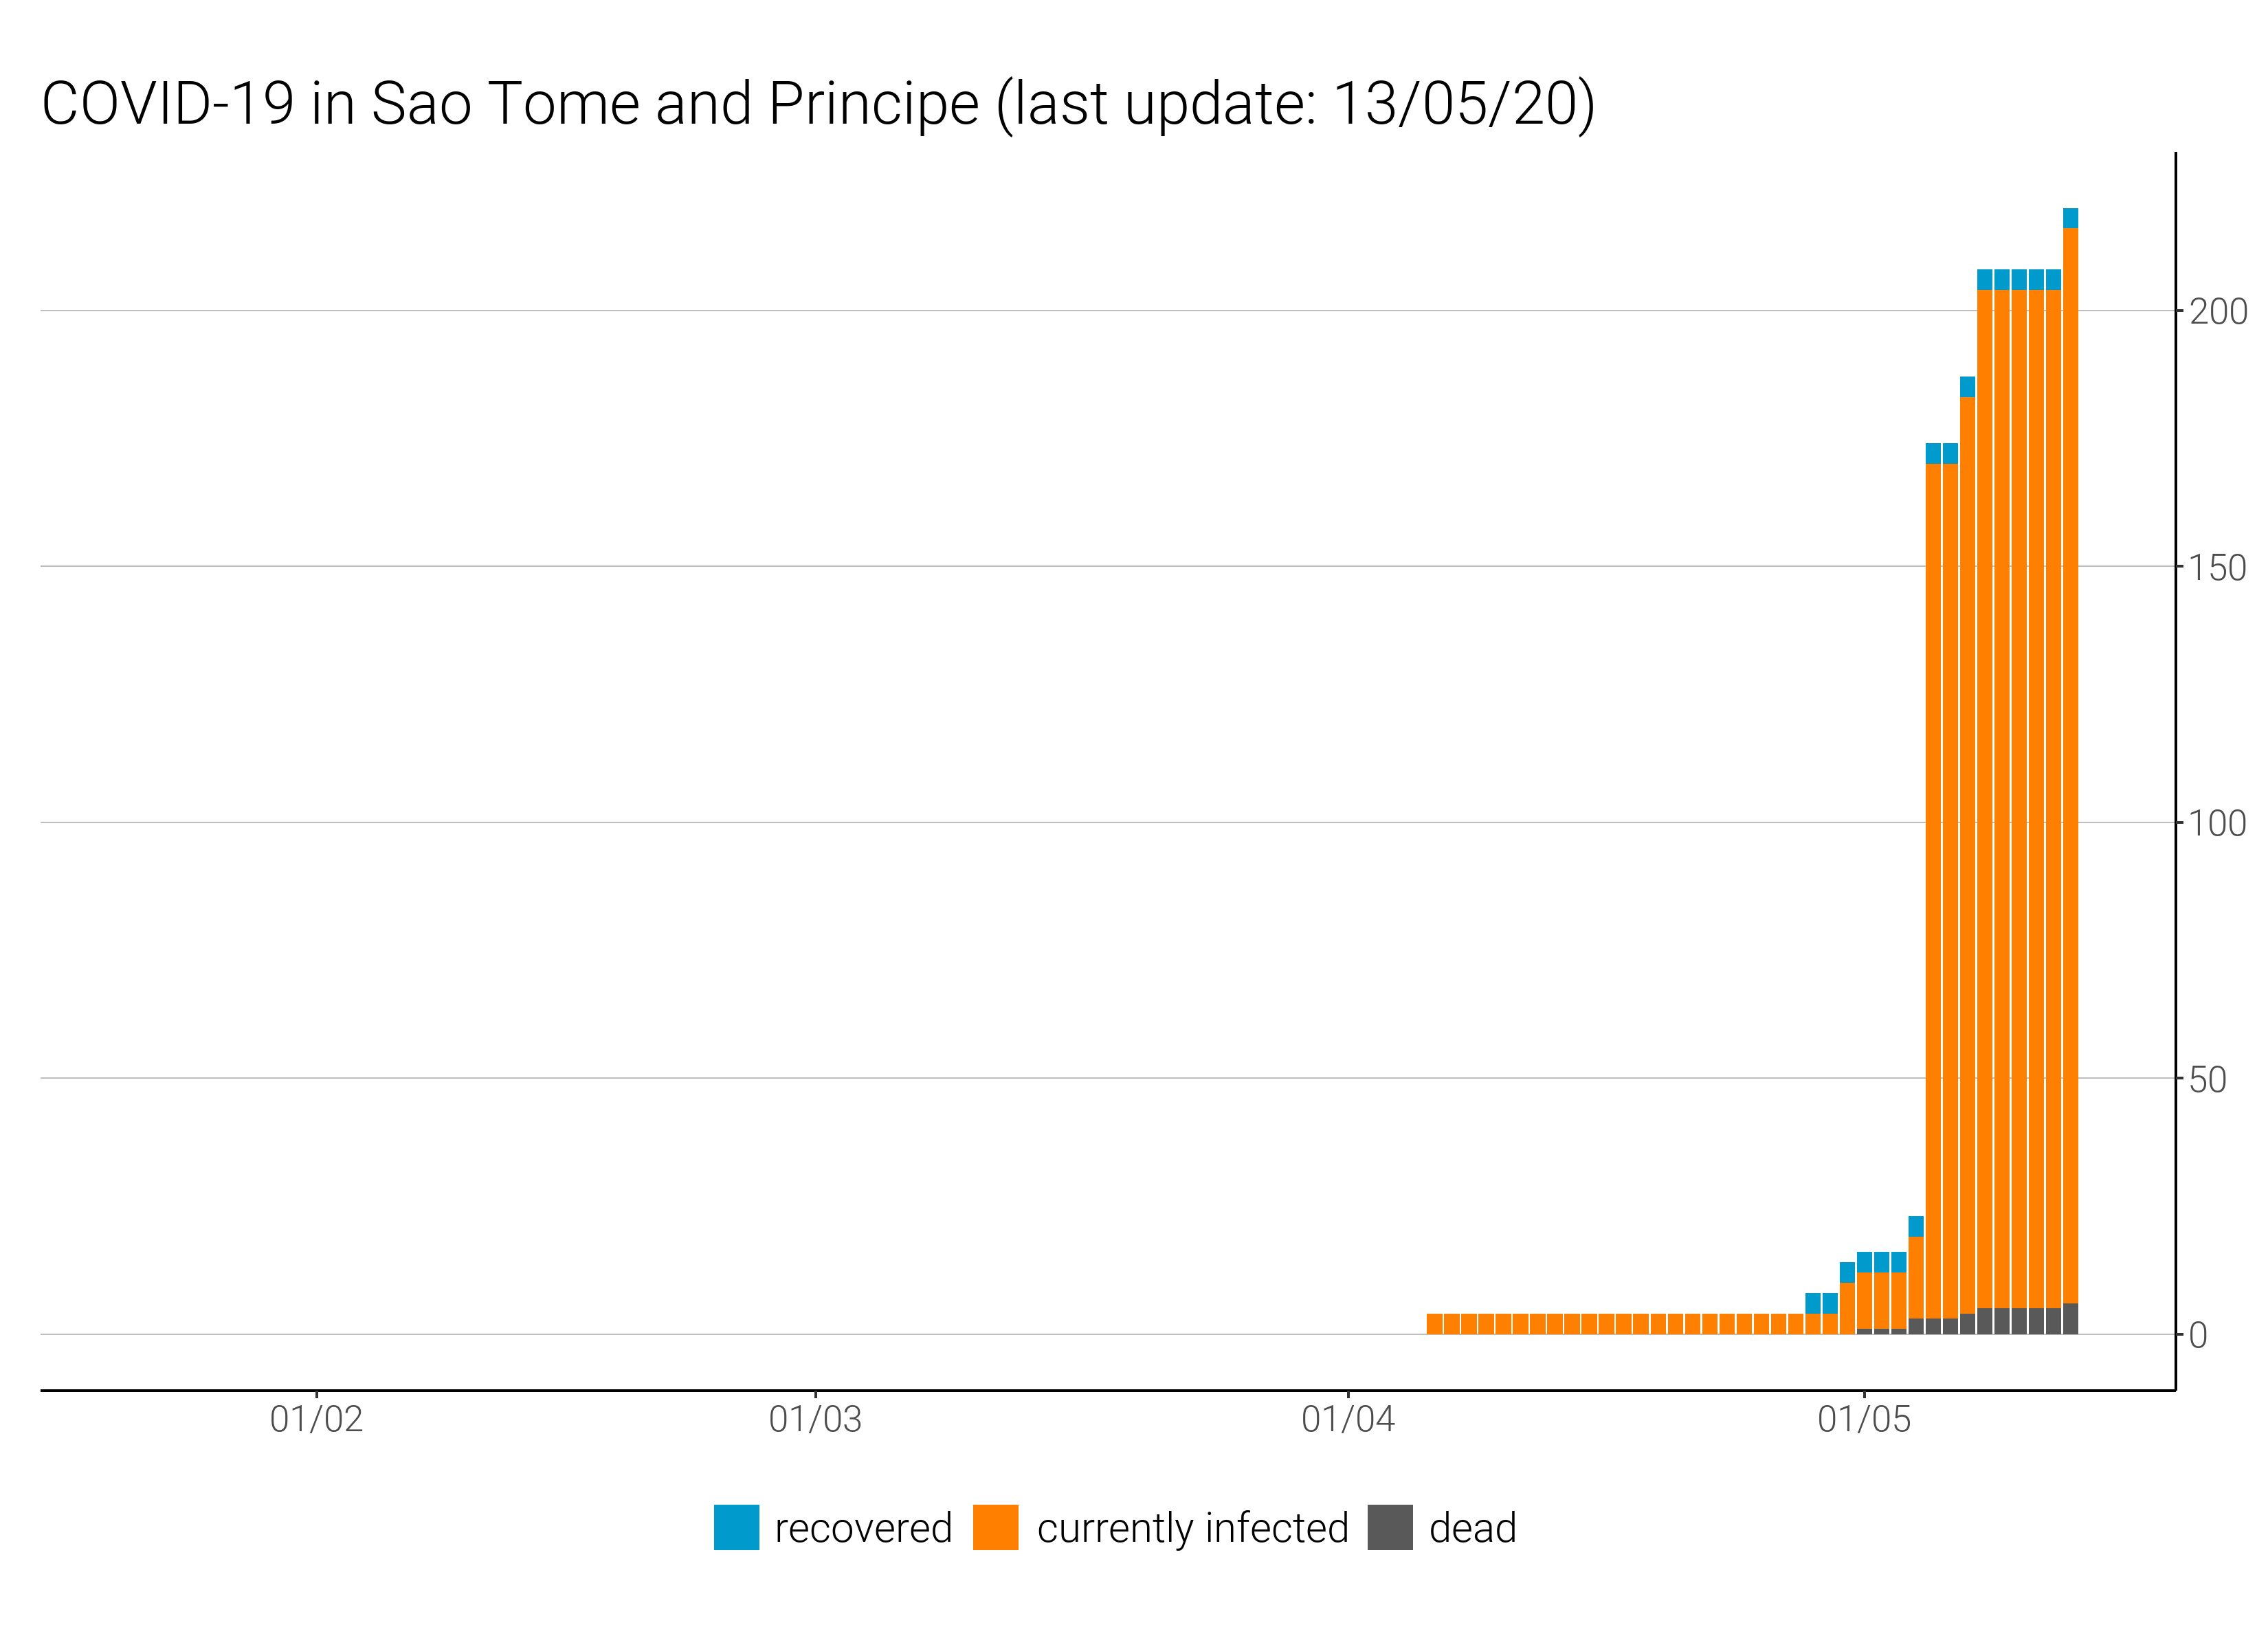 COVID-19 in Sao Tome and Principe (last update: 13/05/20)
200
150
100
50
0
01/02 01/03 01/04 01/05
recovered currently infected dead